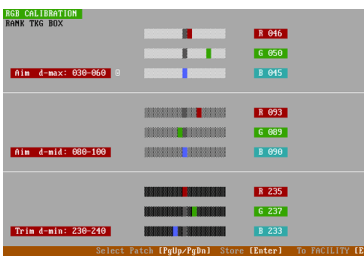 RGB CALIBRATION
RANK TKG BOX
R 046
G 050
Aim d-max: 030-060
B 045
R 093
G 089
Aim d-mid: 080-100
B 090
R 235
G 237
Trim d-min: 230-240
B 233
Select Patch [PgUp/PgDn] Store [Enter] To FACILITY [E